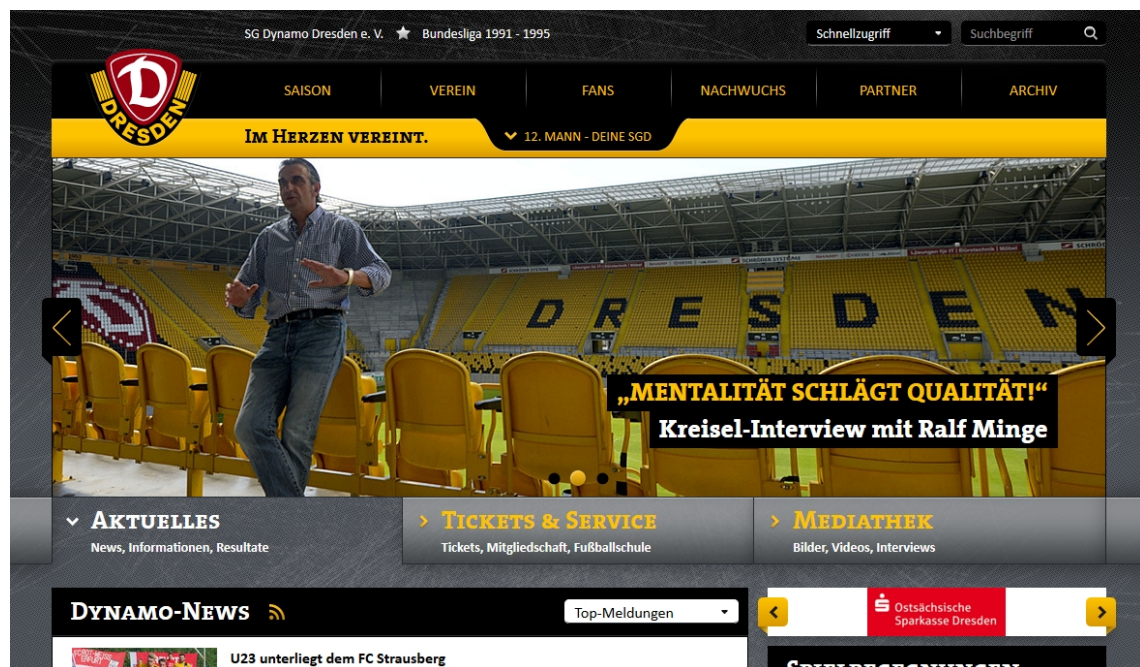 SG Dynamo Dresden e. V. ★ Bundesliga 1991 - 1995
Schnellzugriff
Suchbegriff
D
DRESDEN
SAISON
VEREIN
FANS
NACHWUCHS
PARTNER
ARCHIV
IM HERZEN VEREINT.
12. MANN - DEINE SGD
DRESDEN
„MENTALITÄT SCHLÄGT QUALITÄT!“
Kreisel-Interview mit Ralf Minge
AKTUELLES
News, Informationen, Resultate
TICKETS & SERVICE
Tickets, Mitgliedschaft, Fußballschule
MEDIATHEK
Bilder, Videos, Interviews
DYNAMO-NEWS
Top-Meldungen
Ostsächsische
Sparkasse Dresden
U23 unterliegt dem FC Strausberg
SPIELBEGEGNUNGEN